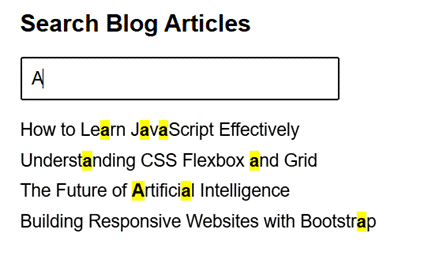 Search Blog Articles
A
How to Learn JavaScript Effectively
Understanding CSS Flexbox and Grid
The Future of Artificial Intelligence
Building Responsive Websites with Bootstrap